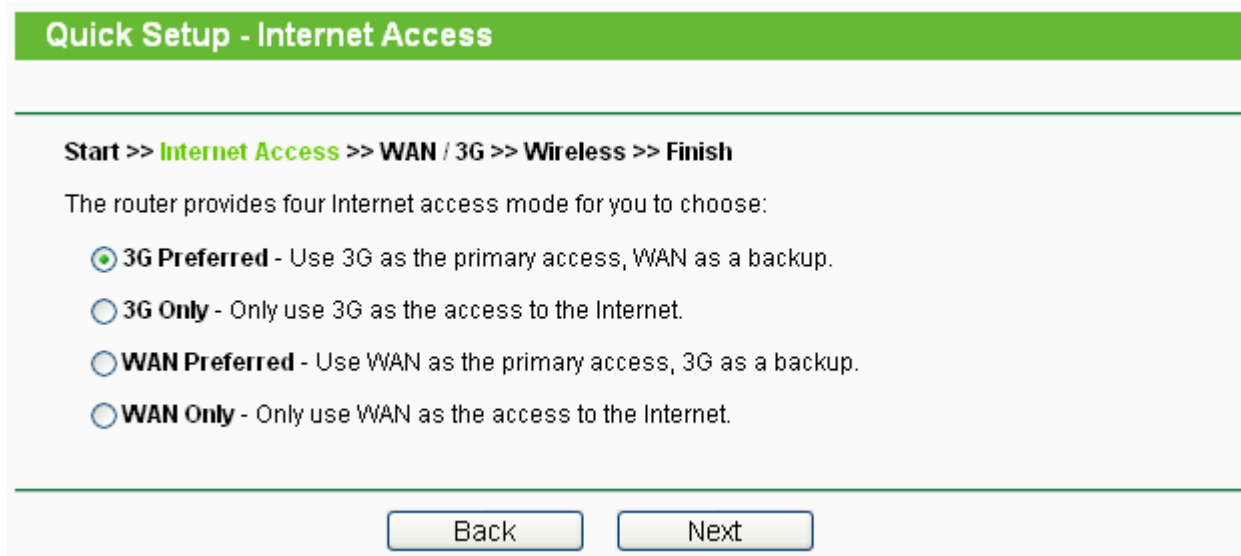 Quick Setup - Internet Access
Start >> Internet Access >> WAN / 3G >> Wireless >> Finish
The router provides four Internet access mode for you to choose:
3G Preferred - Use 3G as the primary access, WAN as a backup.
3G Only - Only use 3G as the access to the Internet.
WAN Preferred - Use WAN as the primary access, 3G as a backup.
WAN Only - Only use WAN as the access to the Internet.
Back Next